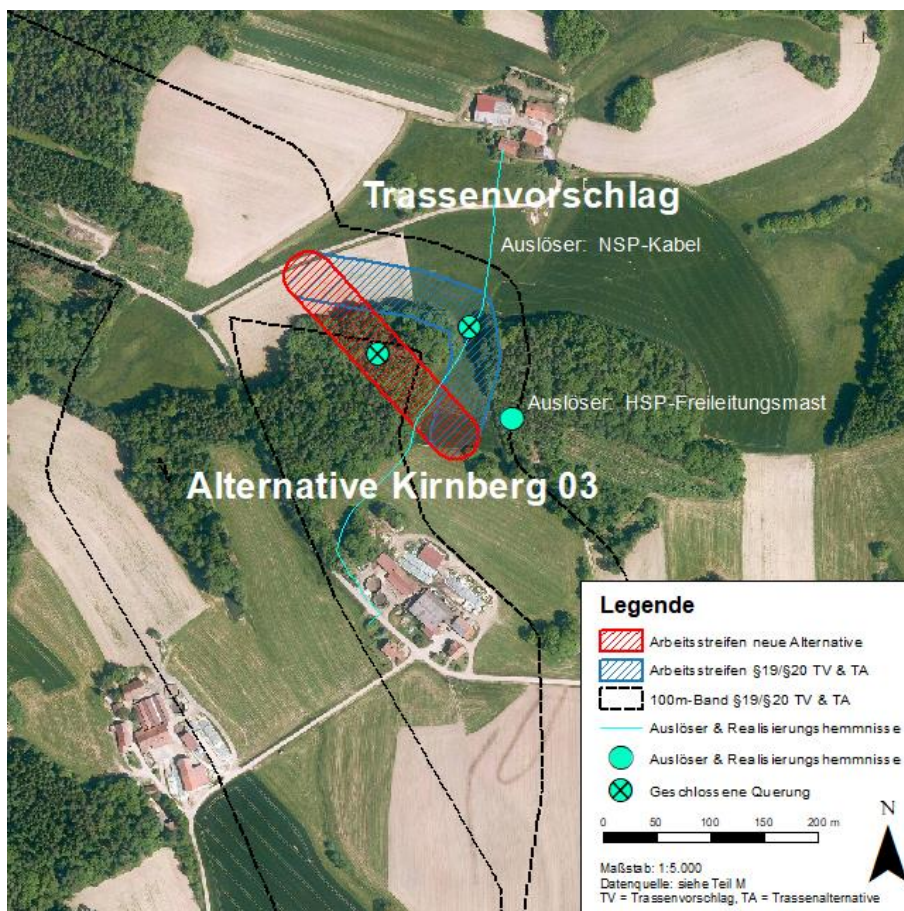 Trassenvorschlag
Auslöser: NSP-Kabel
Auslöser: HSP-Freileitungsmast
Alternative Kirnberg 03
Legende
Arbeitsstreifen neue Alternative
Arbeitsstreifen §19/§20 TV & TA
100m-Band §19/§20 TV & TA
Auslöser & Realisierungshemmnisse
Auslöser & Realisierungshemmnisse
Geschlossene Querung
N
0 50 100 150 200 m
Maßstab: 1:5.000
Datenquelle: siehe Teil M
TV = Trassenvorschlag, TA = Trassenalternative